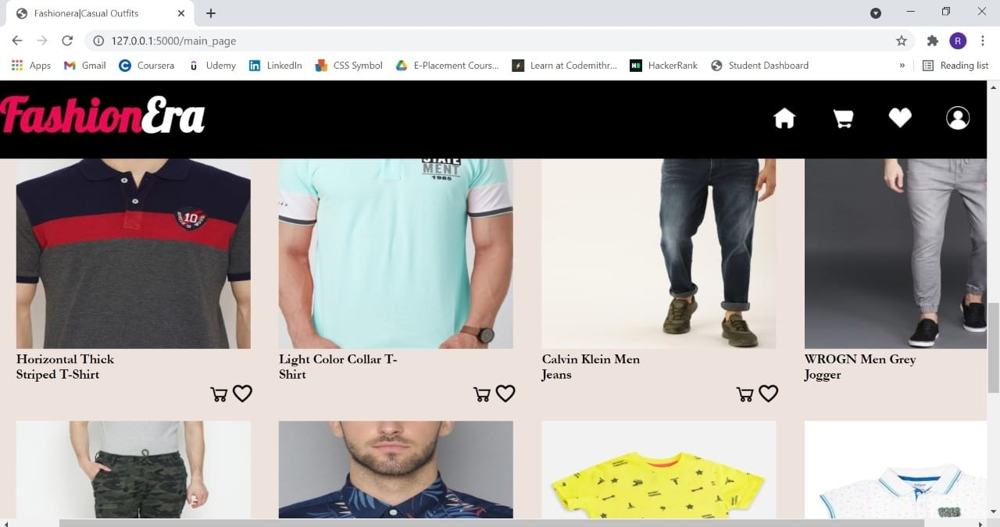 Fashionera|Casual Outfits
127.0.0.1:5000/main_page
R
Apps
Gmail
Coursera
Udemy
LinkedIn
CSS Symbol
E-Placement Cours...
Learn at Codemithr...
HackerRank
Student Dashboard
»
Reading list
FashionEra
10
STATE
MENT
1985
Horizontal Thick
Striped T-Shirt
Light Color Collar T-
Shirt
Calvin Klein Men
Jeans
WROGN Men Grey
Jogger